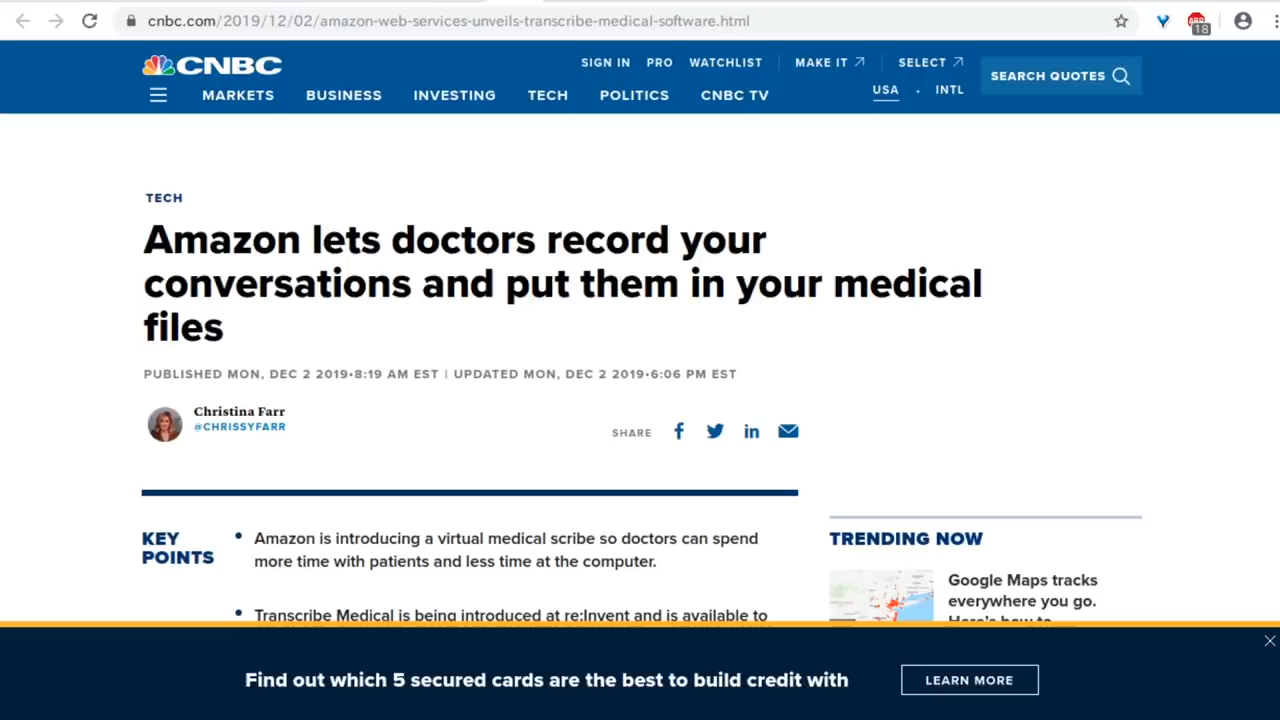 cnbc.com/2019/12/02/amazon-web-services-unveils-transcribe-medical-software.html
18
CNBC
SIGN IN PRO WATCHLIST MAKE IT SELECT
USA · INTL
SEARCH QUOTES
MARKETS BUSINESS INVESTING TECH POLITICS CNBC TV
TECH
Amazon lets doctors record your
conversations and put them in your medical
files
PUBLISHED MON, DEC 2 2019•8:19 AM EST | UPDATED MON, DEC 2 2019•6:06 PM EST
Christina Farr
@CHRISSYFARR
SHARE
KEY
POINTS
• Amazon is introducing a virtual medical scribe so doctors can spend
more time with patients and less time at the computer.
• Transcribe Medical is being introduced at re:Invent and is available to
TRENDING NOW
Google Maps tracks
everywhere you go.
Here's how to
Find out which 5 secured cards are the best to build credit with
LEARN MORE